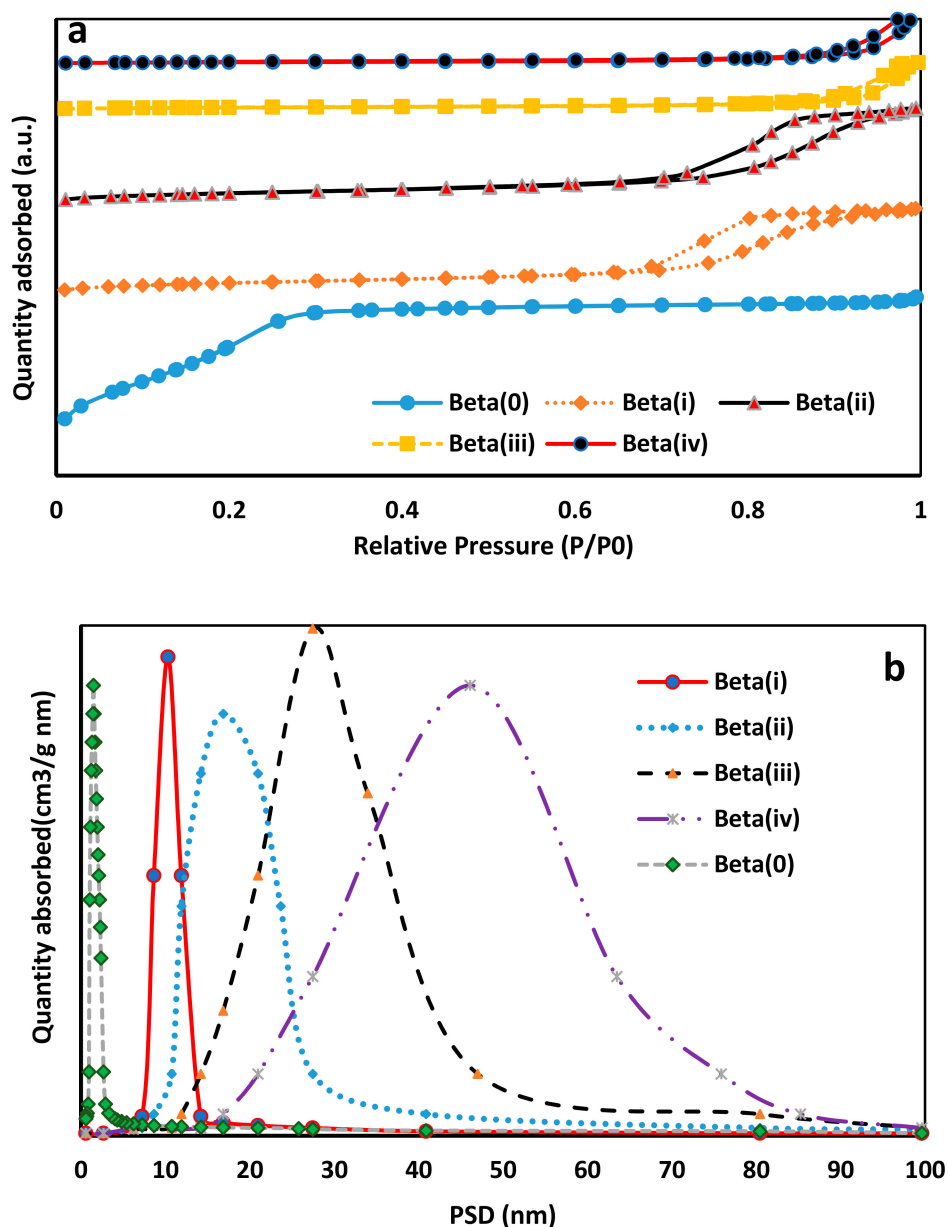 a
Quantity adsorbed (a.u.)
Beta(0) Beta(i) Beta(ii)
Beta(iii) Beta(iv)
0 0.2 0.4 0.6 0.8 1
Relative Pressure (P/P0)
b
Quantity absorbed(cm3/g nm)
Beta(i)
Beta(ii)
Beta(iii)
Beta(iv)
Beta(0)
0 10 20 30 40 50 60 70 80 90 100
PSD (nm)